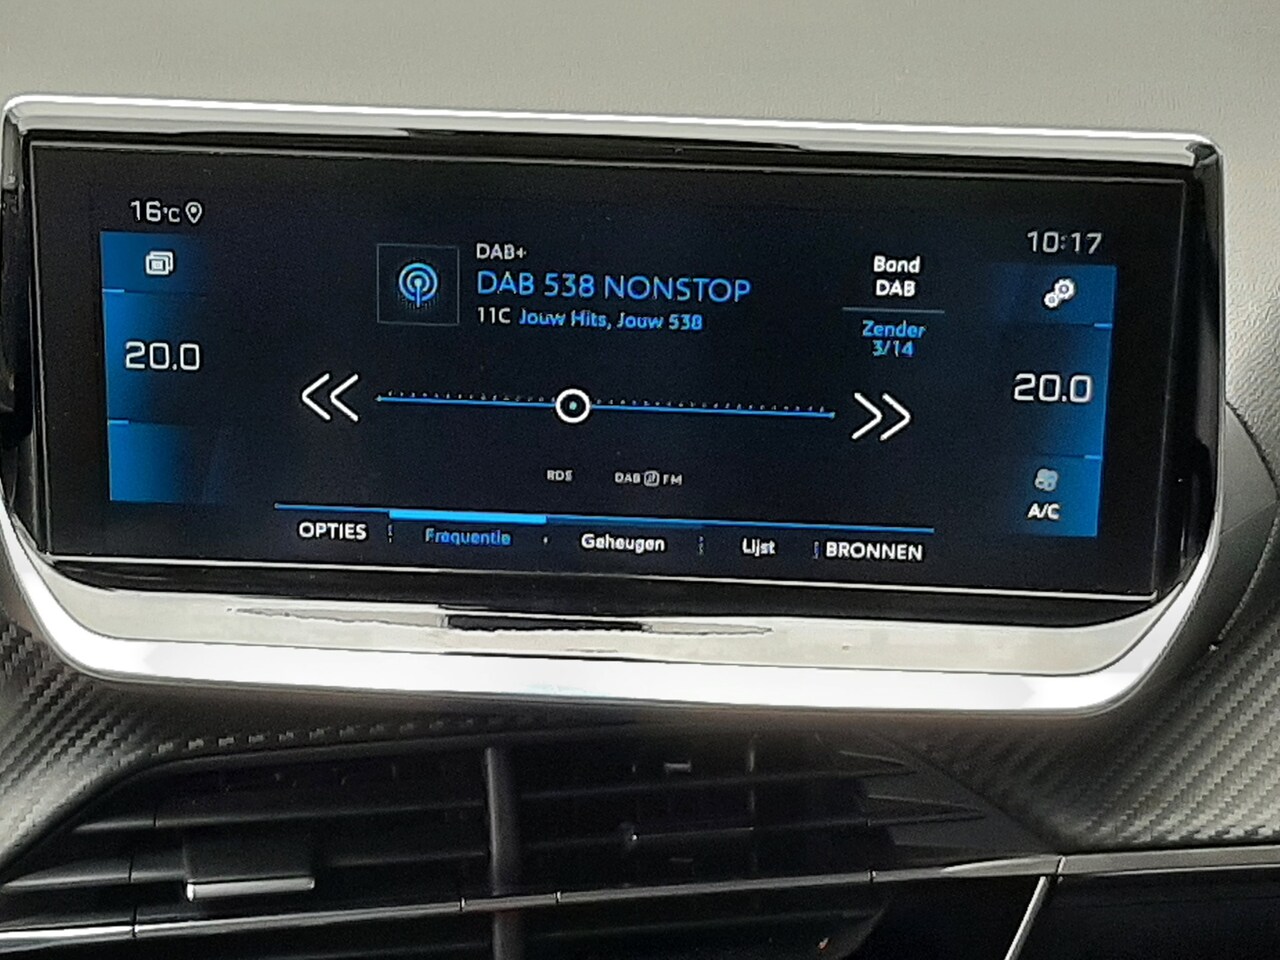 16°C
10:17
DAB+
DAB 538 NONSTOP
11C Jouw Hits, Jouw 538
Band
DAB
Zender
3/14
20.0
20.0
RDS
DAB FM
A/C
OPTIES
Frequentie
Geheugen
Lijst
BRONNEN